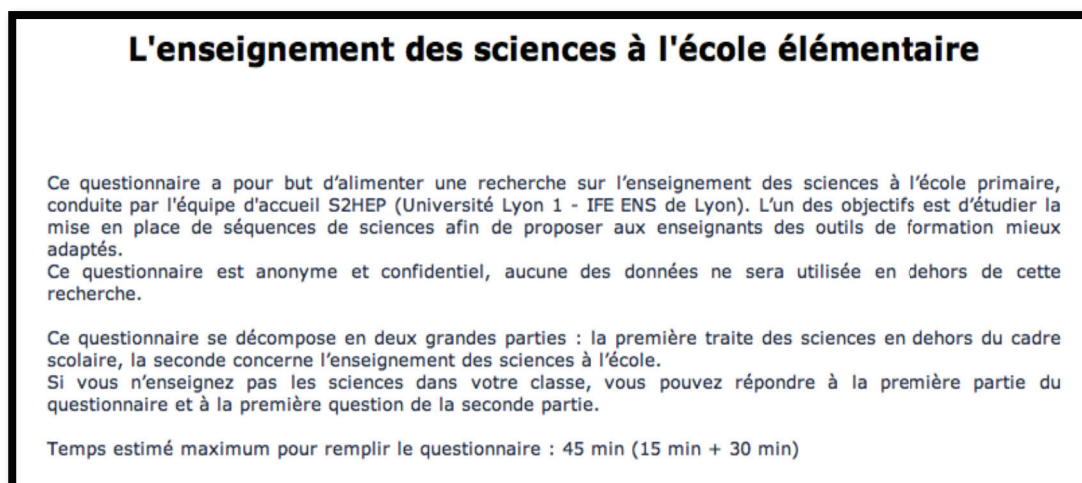 L'enseignement des sciences à l'école élémentaire
Ce questionnaire a pour but d’alimenter une recherche sur l’enseignement des sciences à l’école primaire,
conduite par l'équipe d'accueil S2HEP (Université Lyon 1 - IFE ENS de Lyon). L’un des objectifs est d’étudier la
mise en place de séquences de sciences afin de proposer aux enseignants des outils de formation mieux
adaptés.
Ce questionnaire est anonyme et confidentiel, aucune des données ne sera utilisée en dehors de cette
recherche.
Ce questionnaire se décompose en deux grandes parties : la première traite des sciences en dehors du cadre
scolaire, la seconde concerne l’enseignement des sciences à l’école.
Si vous n’enseignez pas les sciences dans votre classe, vous pouvez répondre à la première partie du
questionnaire et à la première question de la seconde partie.
Temps estimé maximum pour remplir le questionnaire : 45 min (15 min + 30 min)